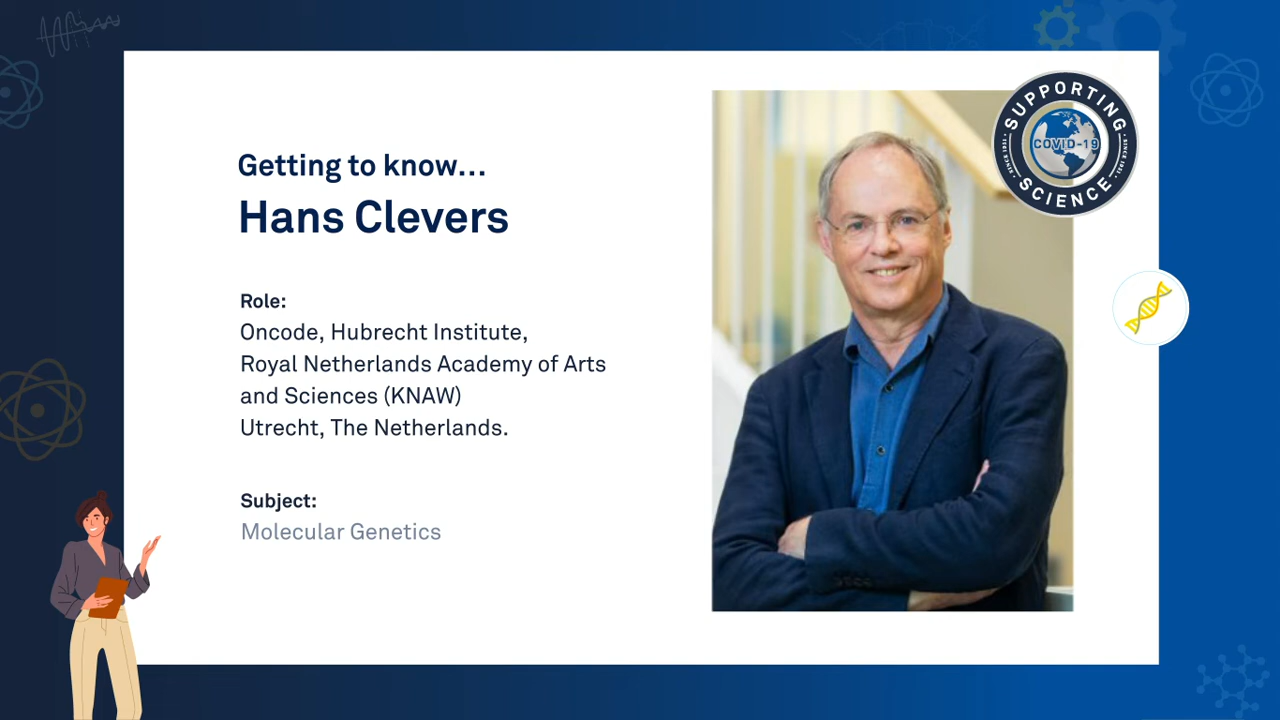 Getting to know...
Hans Clevers
Role:
Oncode, Hubrecht Institute,
Royal Netherlands Academy of Arts
and Sciences (KNAW)
Utrecht, The Netherlands.
Subject:
Molecular Genetics
SUPPORTING
COVID-19
SCIENCE